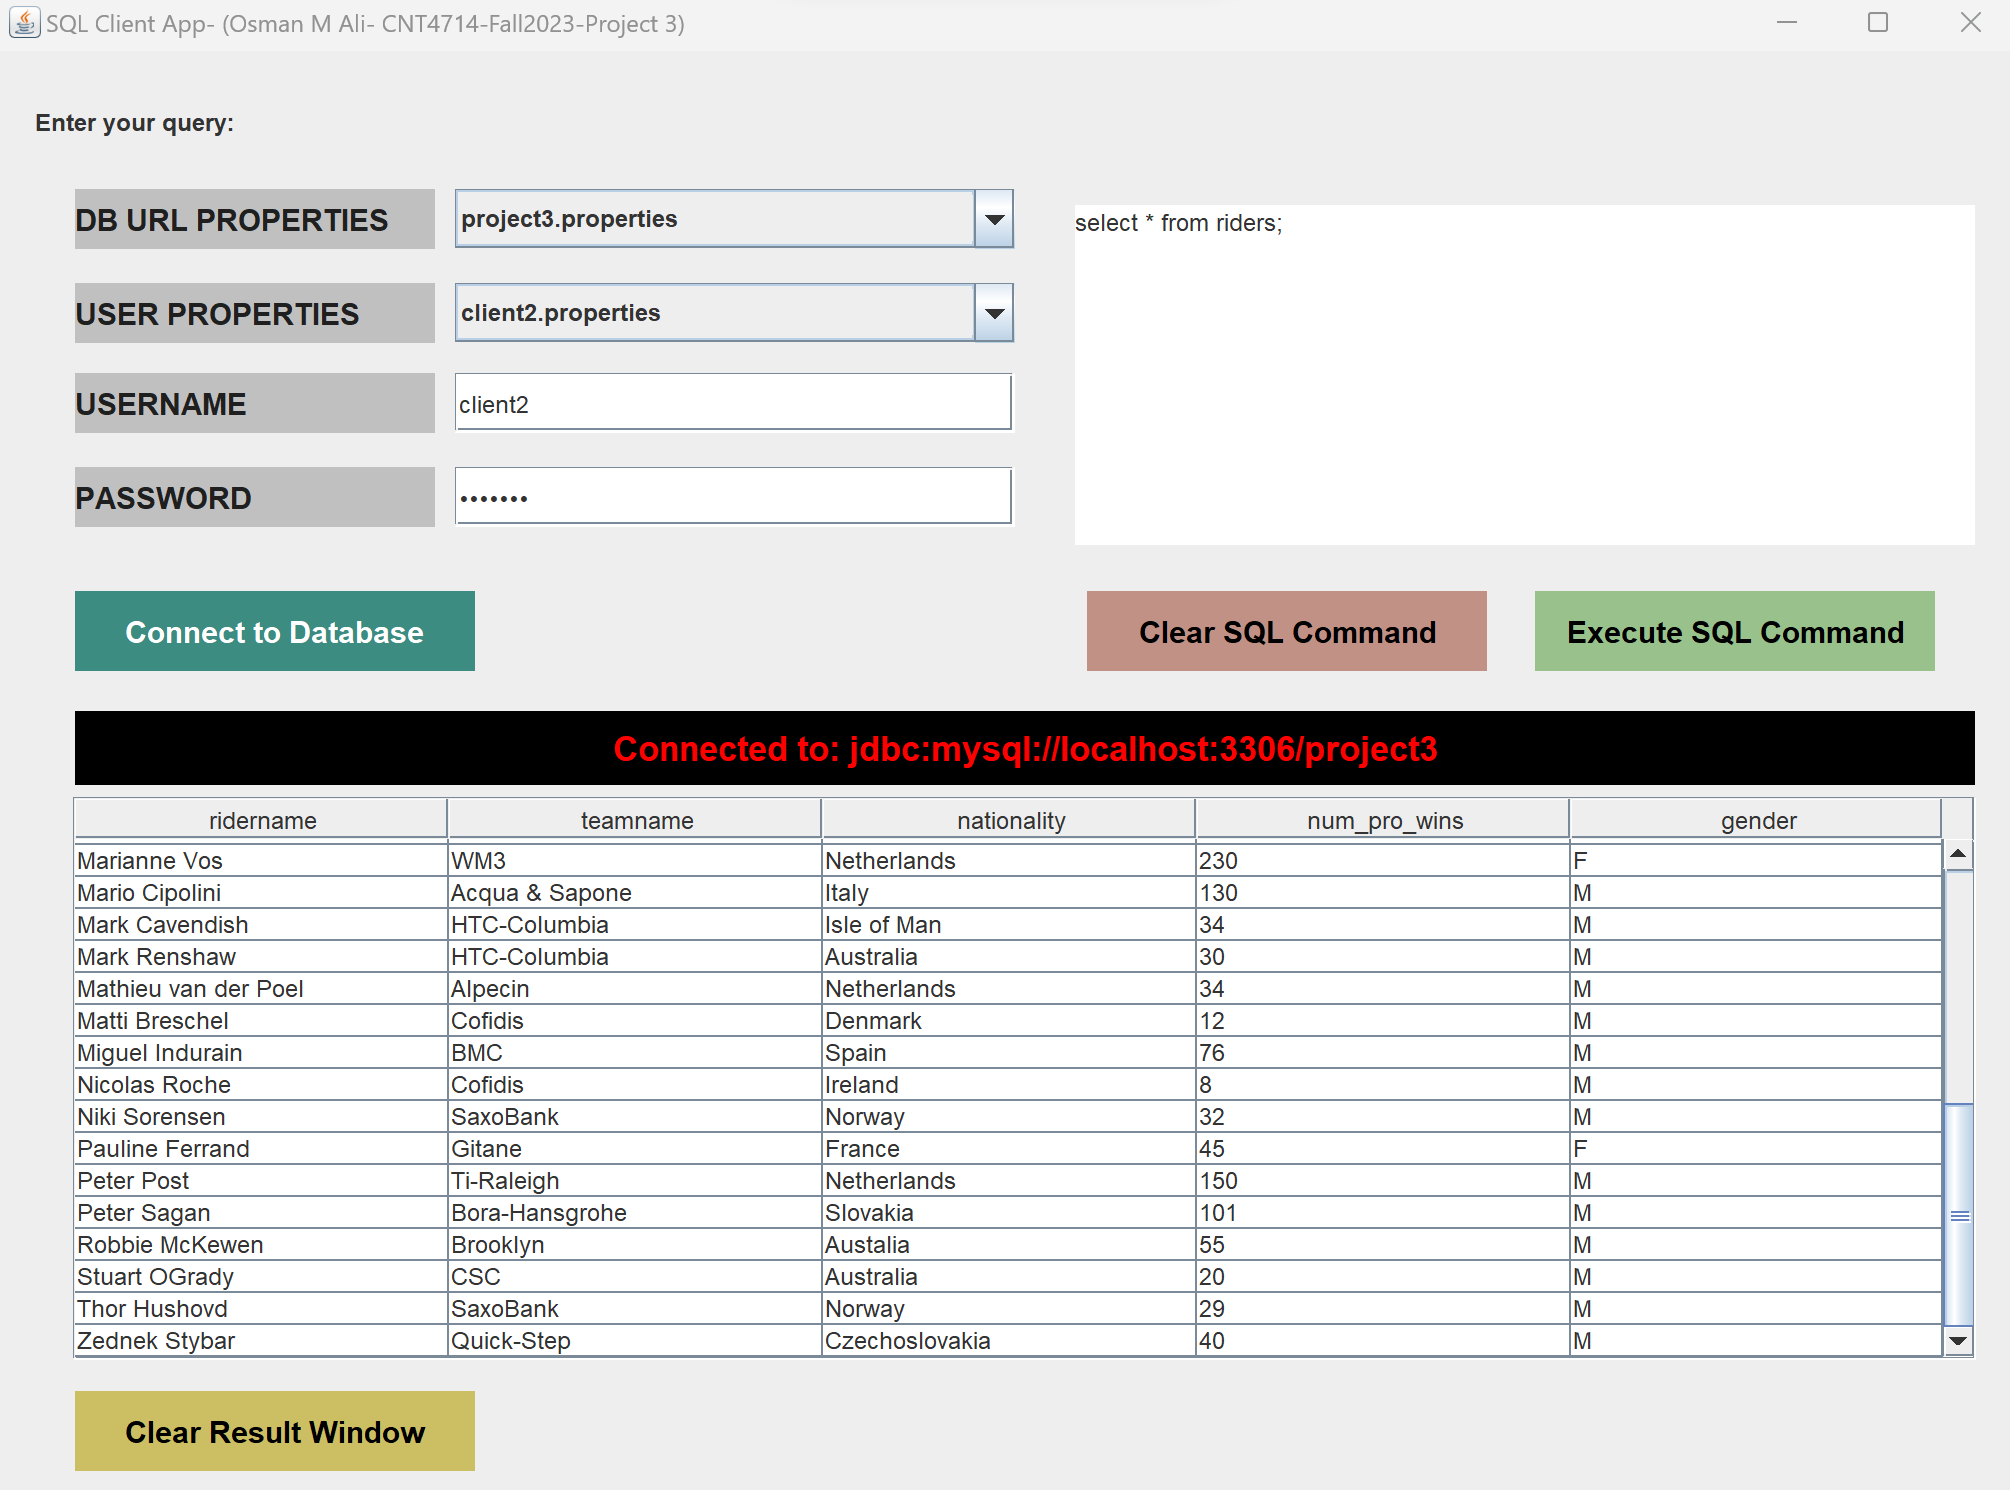 SQL Client App- (Osman M Ali- CNT4714-Fall2023-Project 3)
Enter your query:
DB URL PROPERTIES project3.properties
select * from riders;
USER PROPERTIES client2.properties
USERNAME client2
PASSWORD •••••••
Connect to Database Clear SQL Command Execute SQL Command
Connected to: jdbc:mysql://localhost:3306/project3
ridername teamname nationality num_pro_wins gender
Marianne Vos WM3 Netherlands 230 F
Mario Cipolini Acqua & Sapone Italy 130 M
Mark Cavendish HTC-Columbia Isle of Man 34 M
Mark Renshaw HTC-Columbia Australia 30 M
Mathieu van der Poel Alpecin Netherlands 34 M
Matti Breschel Cofidis Denmark 12 M
Miguel Indurain BMC Spain 76 M
Nicolas Roche Cofidis Ireland 8 M
Niki Sorensen SaxoBank Norway 32 M
Pauline Ferrand Gitane France 45 F
Peter Post Ti-Raleigh Netherlands 150 M
Peter Sagan Bora-Hansgrohe Slovakia 101 M
Robbie McKewen Brooklyn Austalia 55 M
Stuart OGrady CSC Australia 20 M
Thor Hushovd SaxoBank Norway 29 M
Zednek Stybar Quick-Step Czechoslovakia 40 M
Clear Result Window